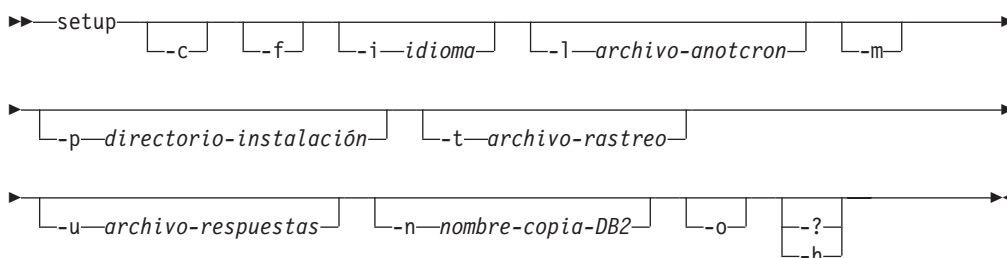 setup
-c -f -i idioma -l archivo-anotcron -m
-p directorio-instalación -t archivo-rastreo
-u archivo-respuestas -n nombre-copia-DB2 -o -?
-h